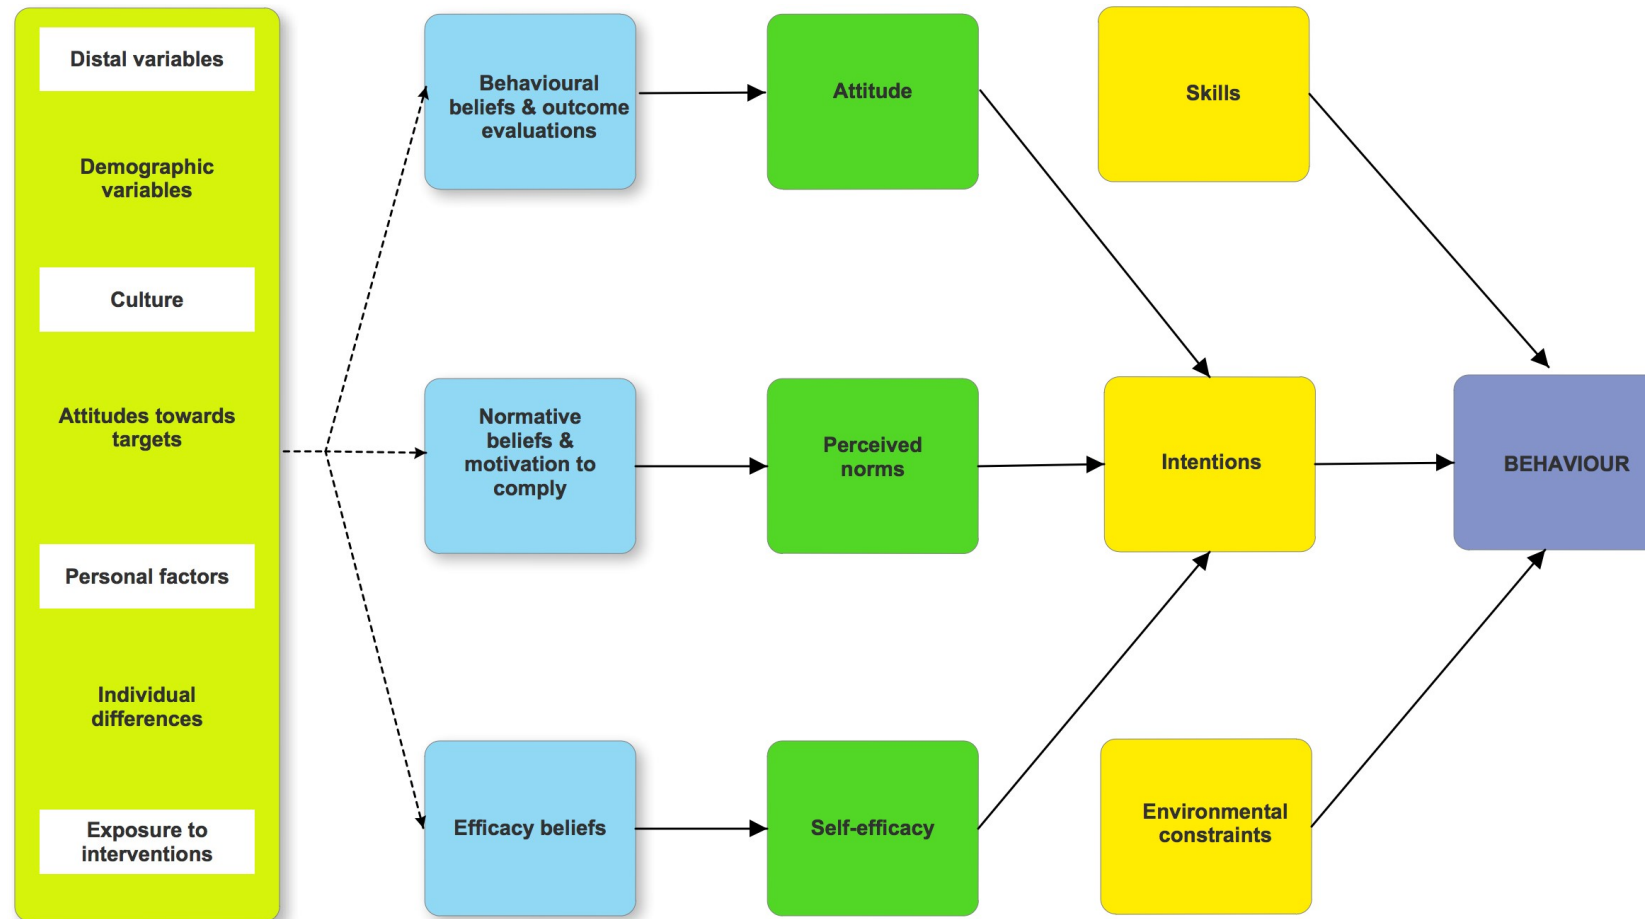 Distal variables
Demographic
variables
Culture
Attitudes towards
targets
Personal factors
Individual
differences
Exposure to
interventions
Behavioural
beliefs & outcome
evaluations
Normative
beliefs &
motivation to
comply
Efficacy beliefs
Attitude
Perceived
norms
Self-efficacy
Skills
Intentions
Environmental
constraints
BEHAVIOUR